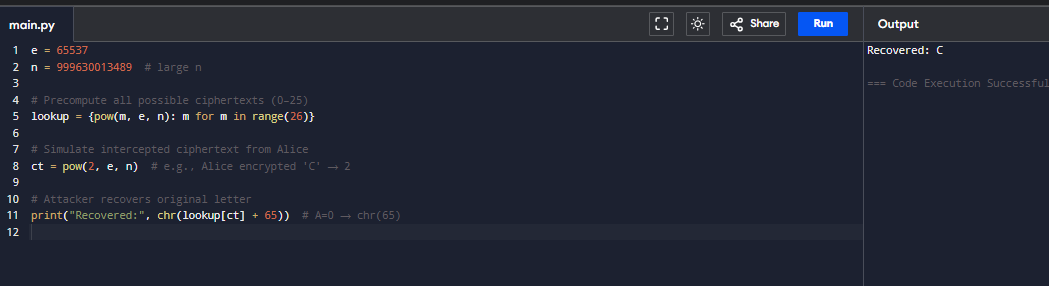 main.py
Share
Run
Output
1 e = 65537
2 n = 999630013489  # large n
3
4 # Precompute all possible ciphertexts (0–25)
5 lookup = {pow(m, e, n): m for m in range(26)}
6
7 # Simulate intercepted ciphertext from Alice
8 ct = pow(2, e, n)  # e.g., Alice encrypted 'C' → 2
9
10 # Attacker recovers original letter
11 print("Recovered:", chr(lookup[ct] + 65))  # A=0 → chr(65)
12
Recovered: C
=== Code Execution Successful